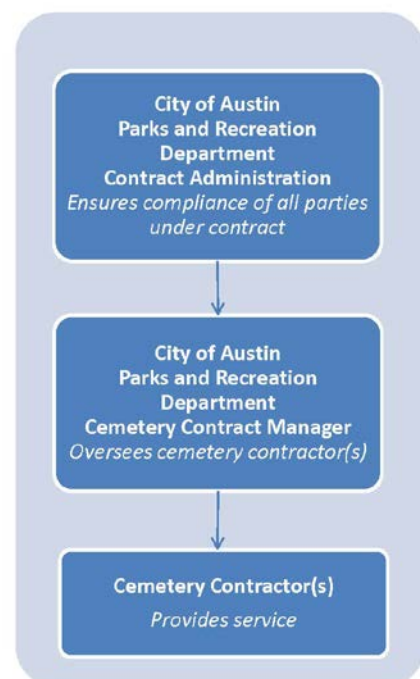 City of Austin
Parks and Recreation
Department
Contract Administration
Ensures compliance of all parties
under contract
City of Austin
Parks and Recreation
Department
Cemetery Contract Manager
Oversees cemetery contractor(s)
Cemetery Contractor(s)
Provides service